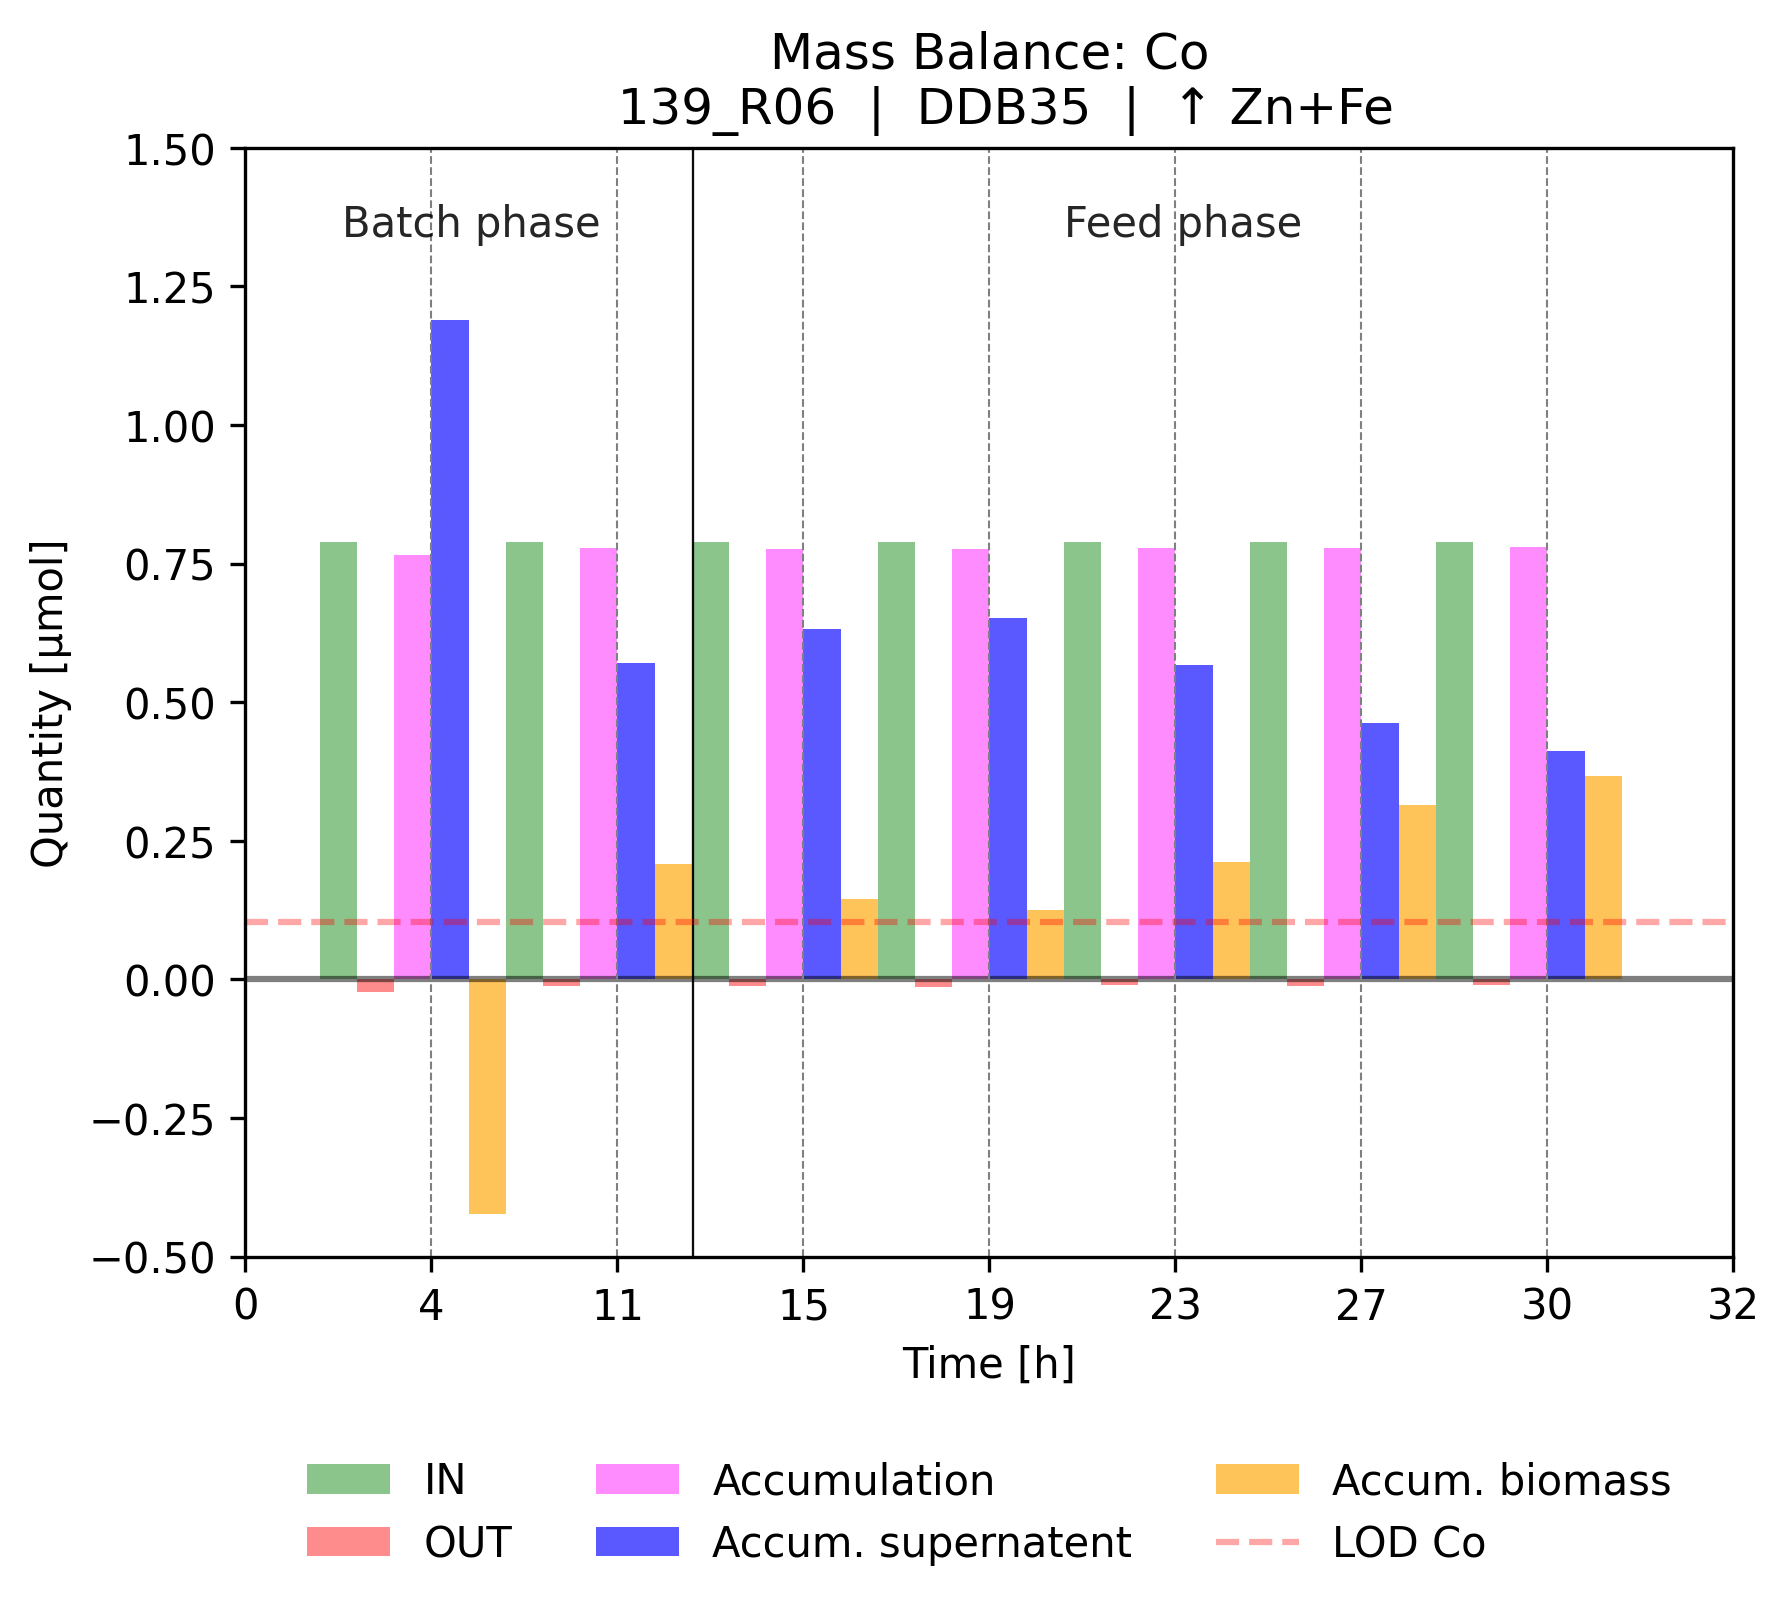 Mass Balance: Co
139_R06 | DDB35 | ↑ Zn+Fe
Batch phase
Feed phase
1.50
1.25
1.00
0.75
0.50
0.25
0.00
−0.25
−0.50
Quantity [µmol]
0 4 11 15 19 23 27 30 32
Time [h]
IN
OUT
Accumulation
Accum. supernatent
Accum. biomass
LOD Co